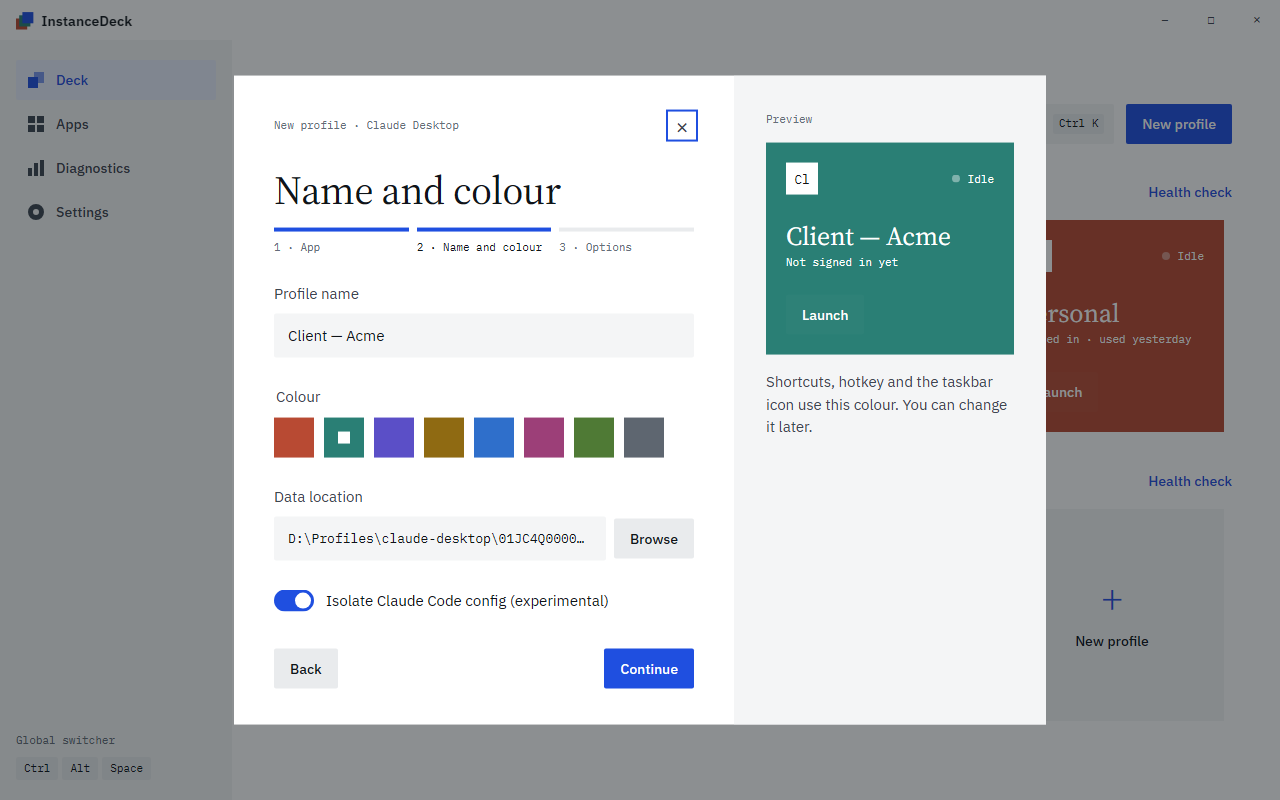 InstanceDeck
Deck
Apps
Diagnostics
Settings
Global switcher
Ctrl Alt Space
New profile · Claude Desktop
Name and colour
1 · App
2 · Name and colour
3 · Options
Profile name
Client — Acme
Colour
Data location
D:\Profiles\claude-desktop\01JC4Q0000…
Browse
Isolate Claude Code config (experimental)
Back
Continue
Preview
Cl
Idle
Client — Acme
Not signed in yet
Launch
Shortcuts, hotkey and the taskbar
icon use this colour. You can change
it later.
Ctrl K
New profile
Health check
Idle
used yesterday
Health check
New profile